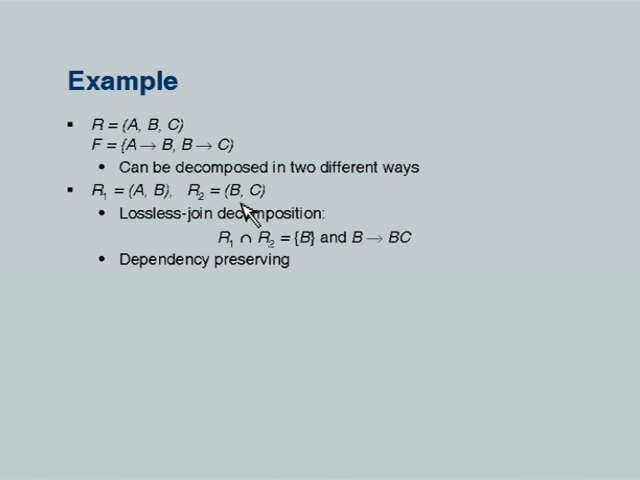 Example
▪ R = (A, B, C)
F = {A → B, B → C)
• Can be decomposed in two different ways
▪ R₁ = (A, B), R₂ = (B, C)
• Lossless-join decomposition:
R₁ ∩ R₂ = {B} and B → BC
• Dependency preserving